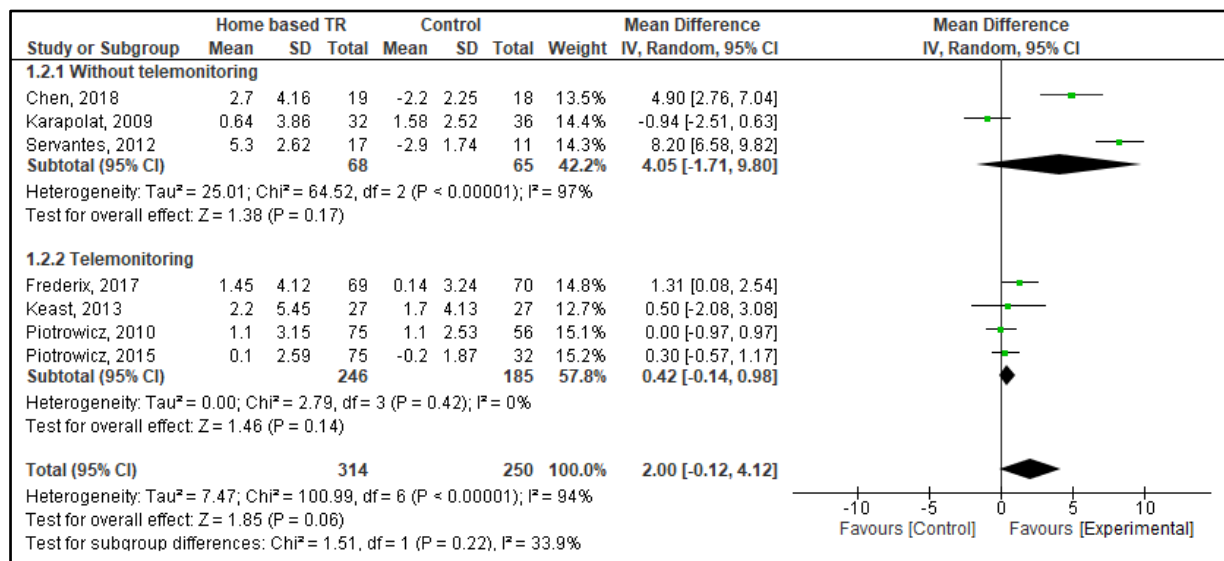 Home based TR Control Mean Difference Mean Difference
Study or Subgroup Mean SD Total Mean SD Total Weight IV, Random, 95% CI IV, Random, 95% CI
1.2.1 Without telemonitoring
Chen, 2018 2.7 4.16 19 -2.2 2.25 18 13.5% 4.90 [2.76, 7.04]
Karapolat, 2009 0.64 3.86 32 1.58 2.52 36 14.4% -0.94 [-2.51, 0.63]
Servantes, 2012 5.3 2.62 17 -2.9 1.74 11 14.3% 8.20 [6.58, 9.82]
Subtotal (95% CI) 68 65 42.2% 4.05 [-1.71, 9.80]
Heterogeneity: Tau² = 25.01; Chi² = 64.52, df = 2 (P < 0.00001); I² = 97%
Test for overall effect: Z = 1.38 (P = 0.17)
1.2.2 Telemonitoring
Frederix, 2017 1.45 4.12 69 0.14 3.24 70 14.8% 1.31 [0.08, 2.54]
Keast, 2013 2.2 5.45 27 1.7 4.13 27 12.7% 0.50 [-2.08, 3.08]
Piotrowicz, 2010 1.1 3.15 75 1.1 2.53 56 15.1% 0.00 [-0.97, 0.97]
Piotrowicz, 2015 0.1 2.59 75 -0.2 1.87 32 15.2% 0.30 [-0.57, 1.17]
Subtotal (95% CI) 246 185 57.8% 0.42 [-0.14, 0.98]
Heterogeneity: Tau² = 0.00; Chi² = 2.79, df = 3 (P = 0.42); I² = 0%
Test for overall effect: Z = 1.46 (P = 0.14)
Total (95% CI) 314 250 100.0% 2.00 [-0.12, 4.12]
Heterogeneity: Tau² = 7.47; Chi² = 100.99, df = 6 (P < 0.00001); I² = 94%
Test for overall effect: Z = 1.85 (P = 0.06)
Test for subgroup differences: Chi² = 1.51, df = 1 (P = 0.22), I² = 33.9%
-10 -5 0 5 10
Favours [Control] Favours [Experimental]